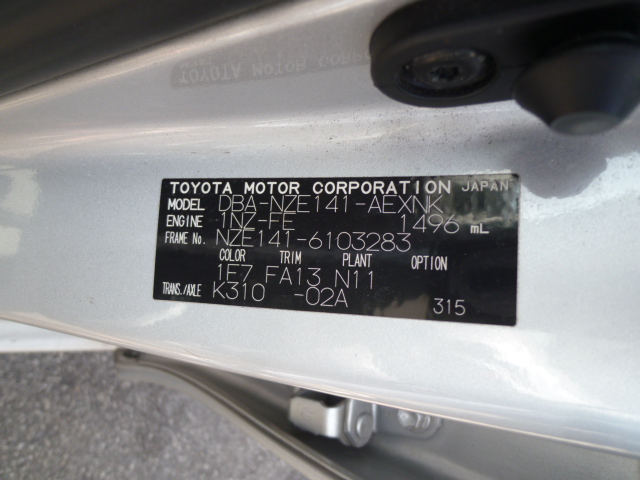 TOYOTA MOTOR CORPORATION JAPAN
MODEL DBA-NZE141-AEXNK
ENGINE 1NZ-FE 1496 mL
FRAME No. NZE141-6103283
COLOR TRIM PLANT OPTION
1F7 FA13 N11
TRANS./AXLE K310 -02A 315